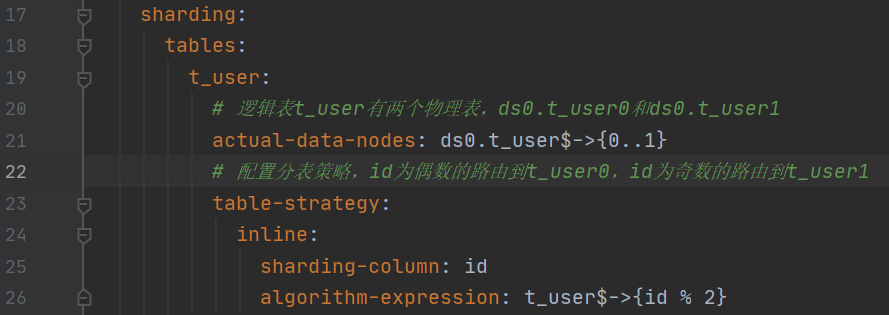 17 sharding:
18 tables:
19 t_user:
20 # 逻辑表t_user有两个物理表，ds0.t_user0和ds0.t_user1
21 actual-data-nodes: ds0.t_user$->{0..1}
22 # 配置分表策略，id为偶数的路由到t_user0，id为奇数的路由到t_user1
23 table-strategy:
24 inline:
25 sharding-column: id
26 algorithm-expression: t_user$->{id % 2}